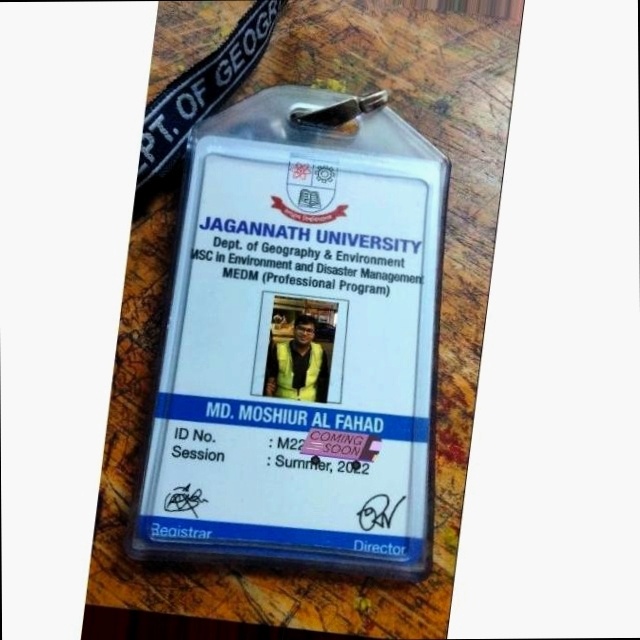 PT. OF GEOGR
JAGANNATH UNIVERSITY
Dept. of Geography & Environment
MSC in Environment and Disaster Management
MEDM (Professional Program)
MD. MOSHIUR AL FAHAD
ID No. : M22
COMING
SOON
Session : Summer, 2022
Registrar
Director